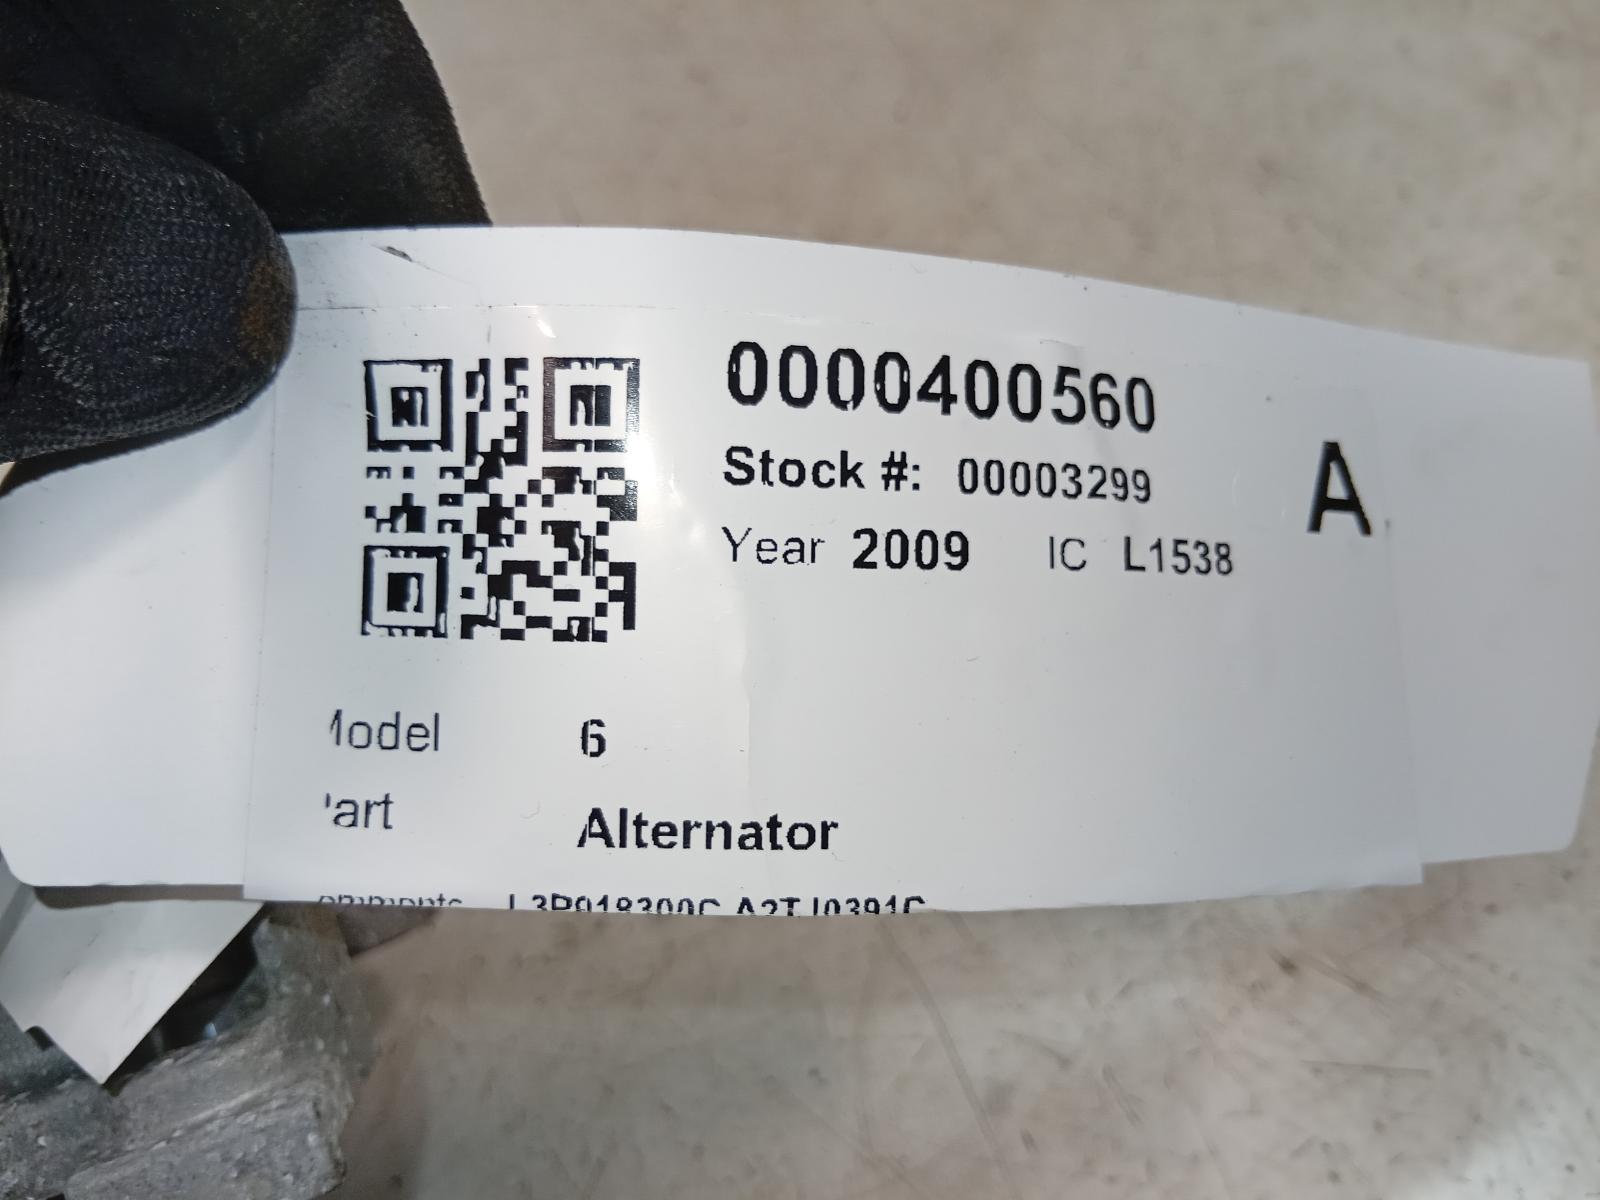 0000400560
Stock #: 00003299
A
Year 2009 IC L1538
Model 6
Part
Alternator